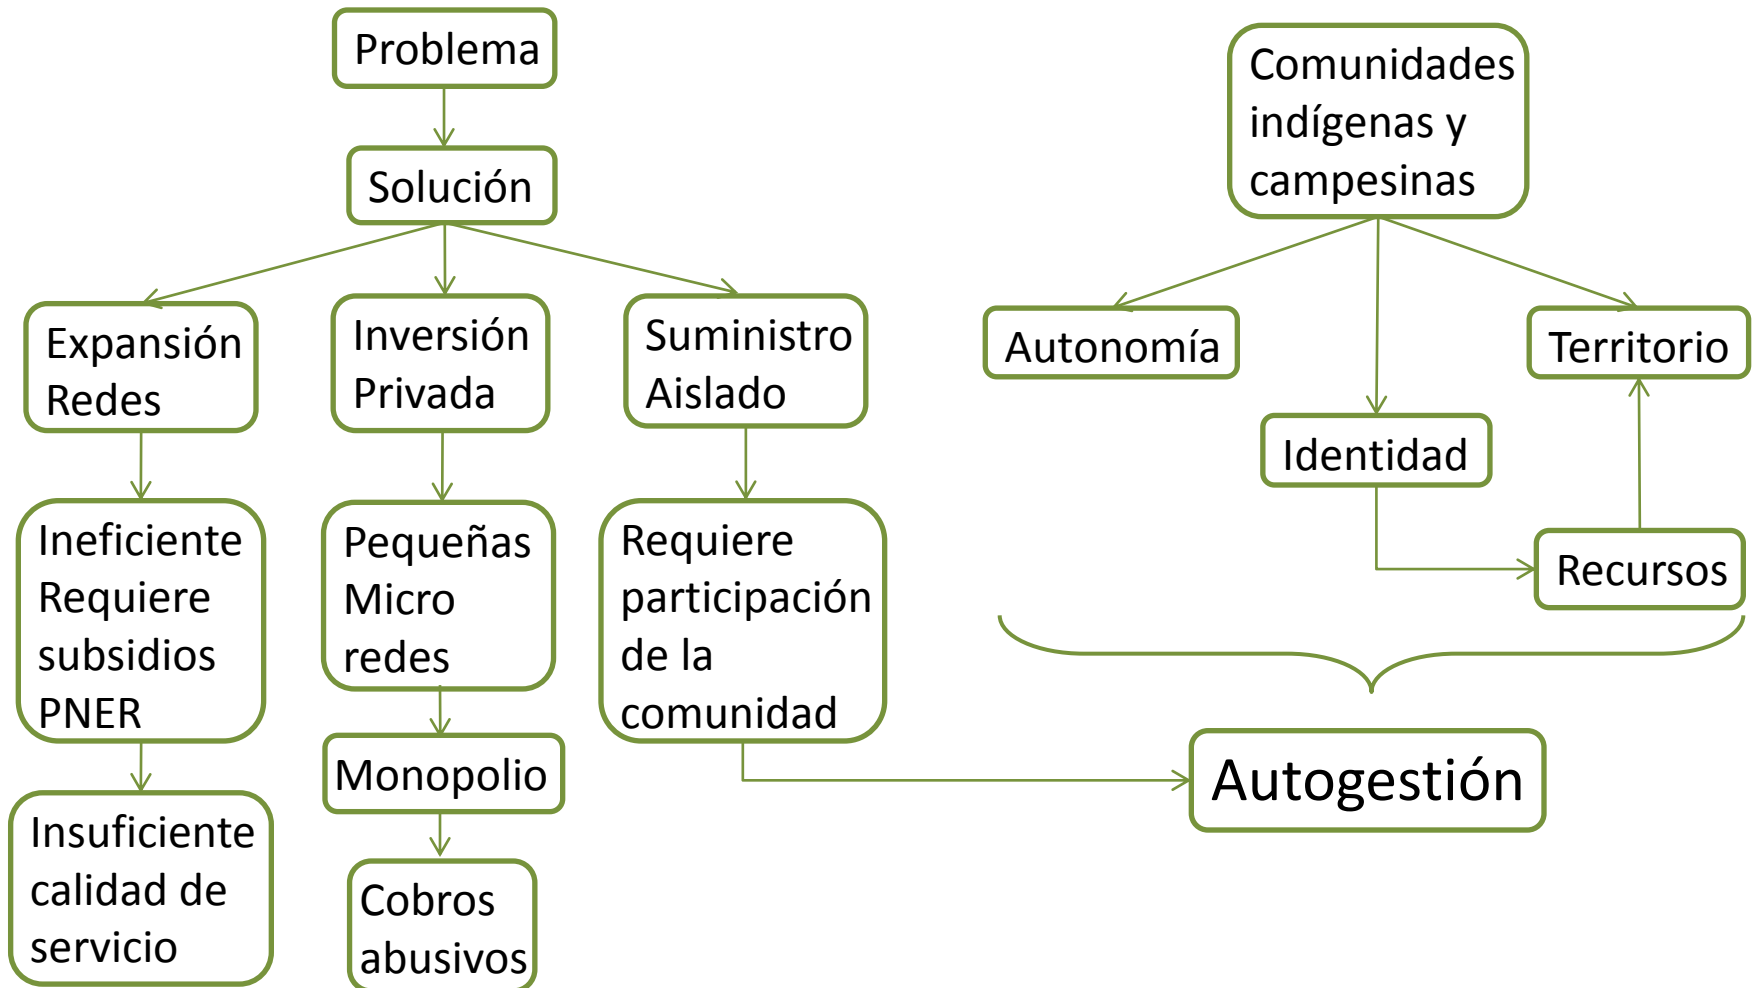 Problema
Solución
Expansión
Redes
Inversión
Privada
Suministro
Aislado
Ineficiente
Requiere
subsidios
PNER
Pequeñas
Micro
redes
Requiere
participación
de la
comunidad
Insuficiente
calidad de
servicio
Monopolio
Cobros
abusivos
Comunidades
indígenas y
campesinas
Autonomía
Identidad
Territorio
Recursos
Autogestión